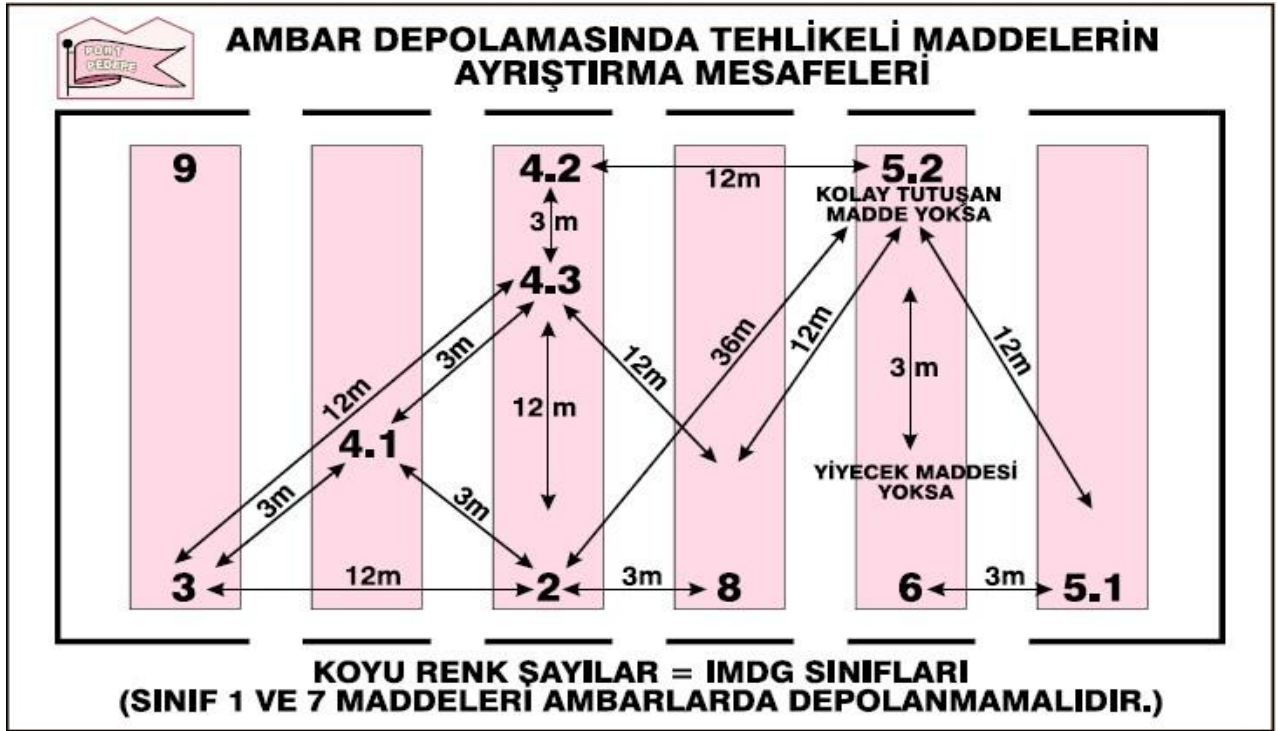 PORT
PEDEPE
AMBAR DEPOLAMASINDA TEHLİKELİ MADDELERİN
AYRIŞTIRMA MESAFELERİ
9
4.2
12m
5.2
KOLAY TUTUŞAN
MADDE YOKSA
3 m
4.3
12m
3m
12 m
12m
36m
12m
3 m
12m
4.1
3m
3m
YİYECEK MADDESİ
YOKSA
3
12m
2
3m
8
6
3m
5.1
KOYU RENK SAYILAR = IMDG SINIFLARI
(SINIF 1 VE 7 MADDELERİ AMBARLARDA DEPOLANMAMALIDIR.)